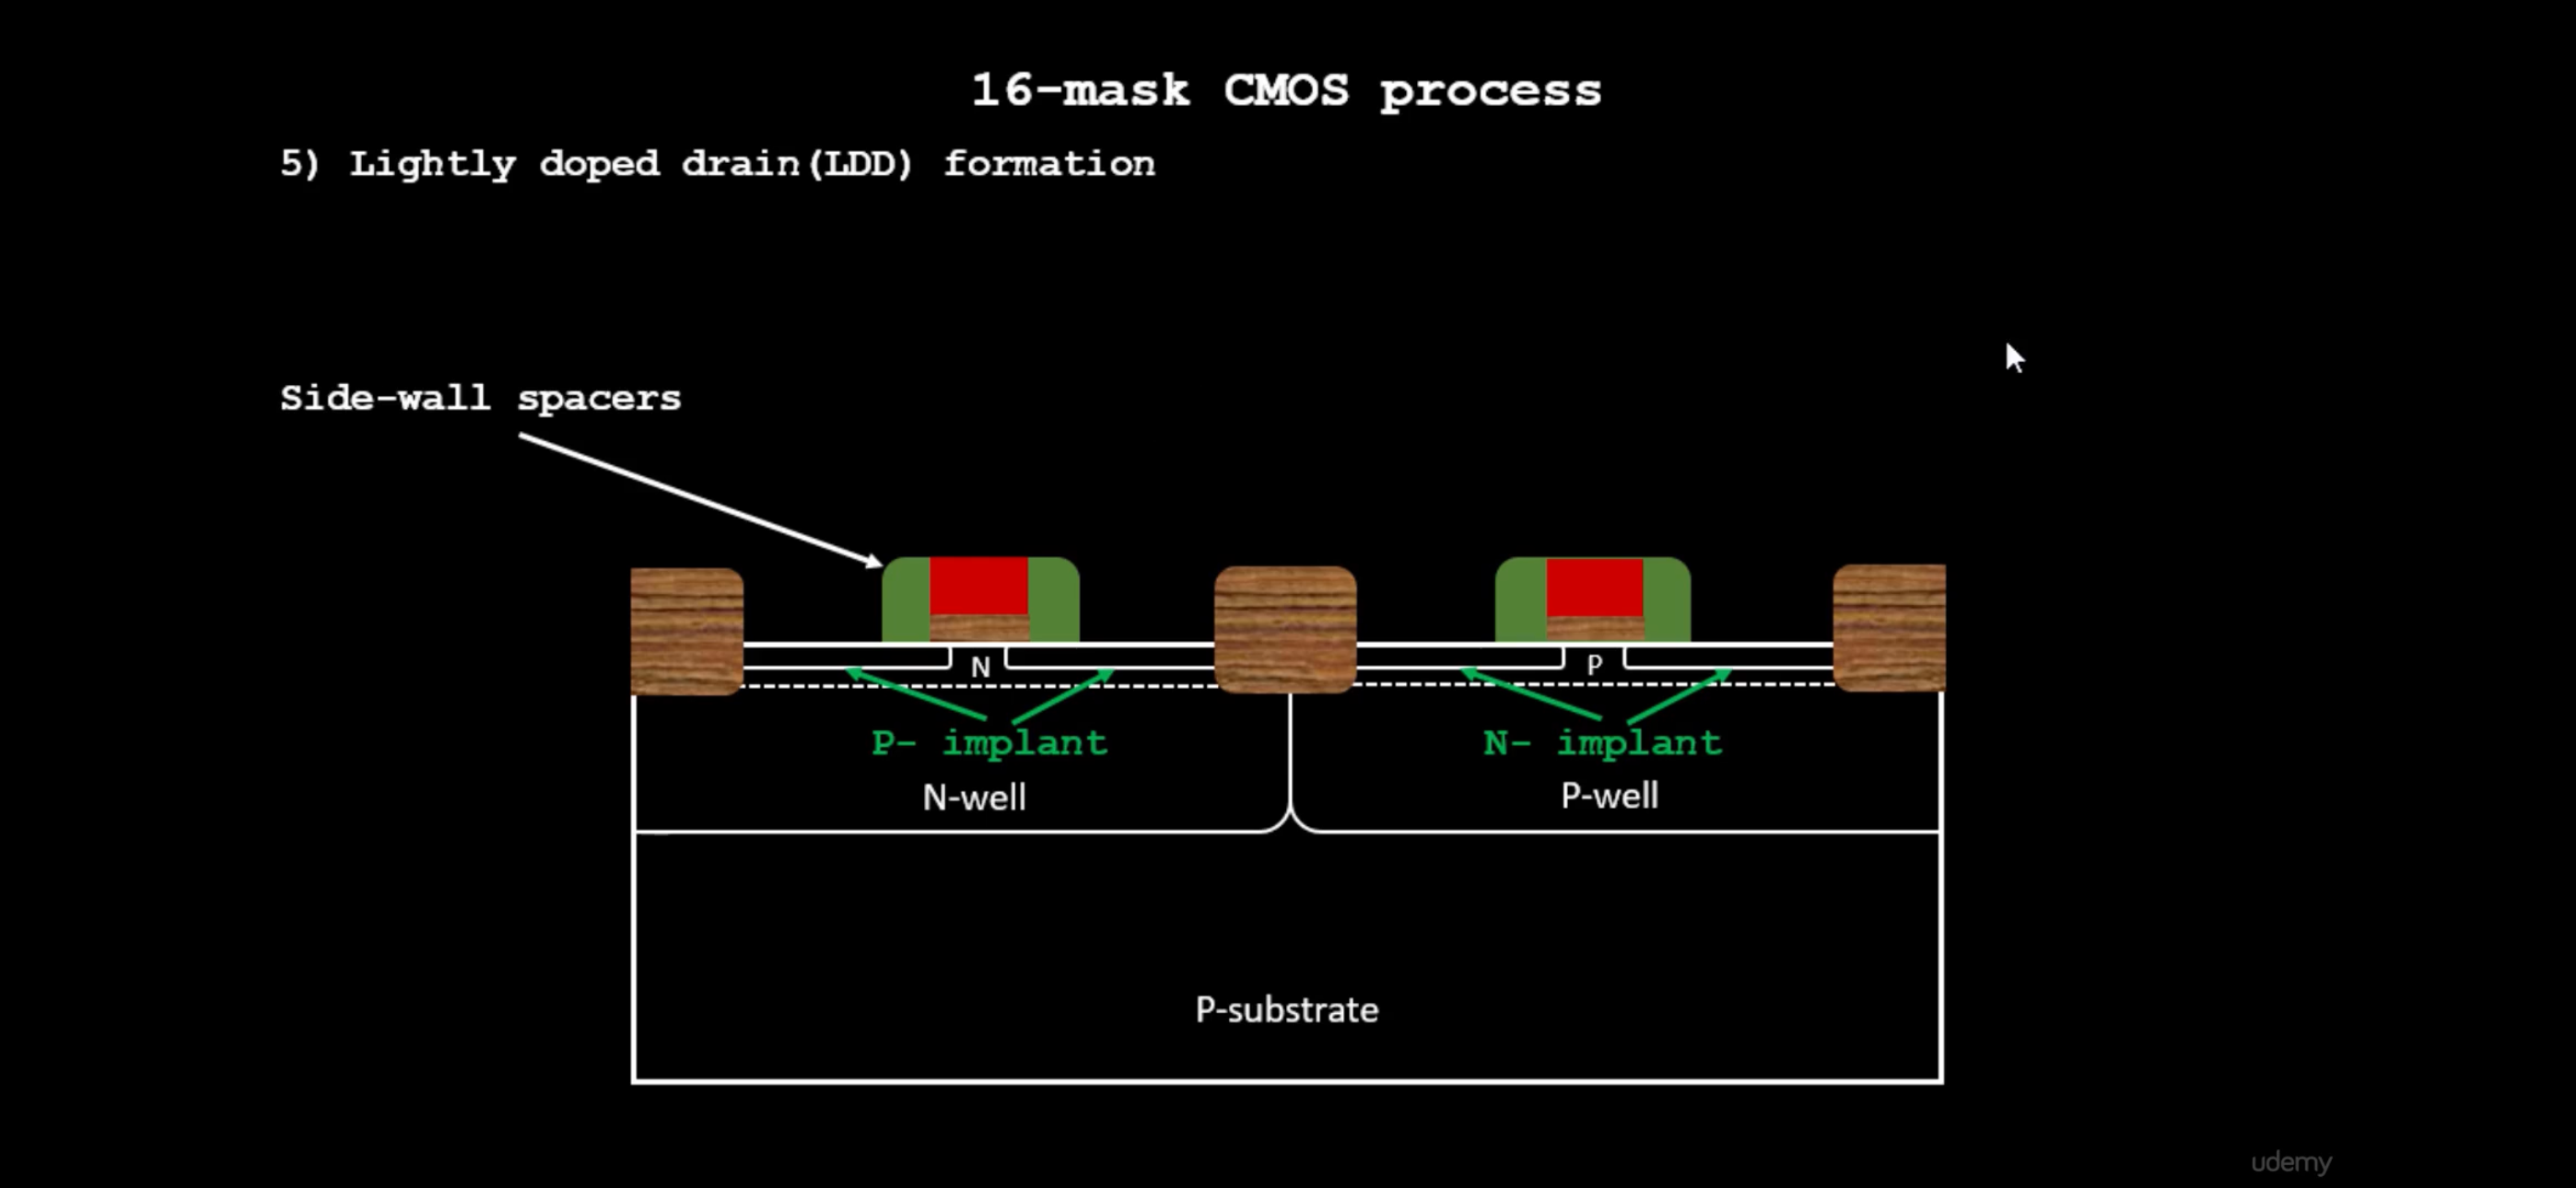 16-mask CMOS process
5) Lightly doped drain(LDD) formation
Side-wall spacers
N
P
P- implant
N- implant
N-well
P-well
P-substrate
udemy